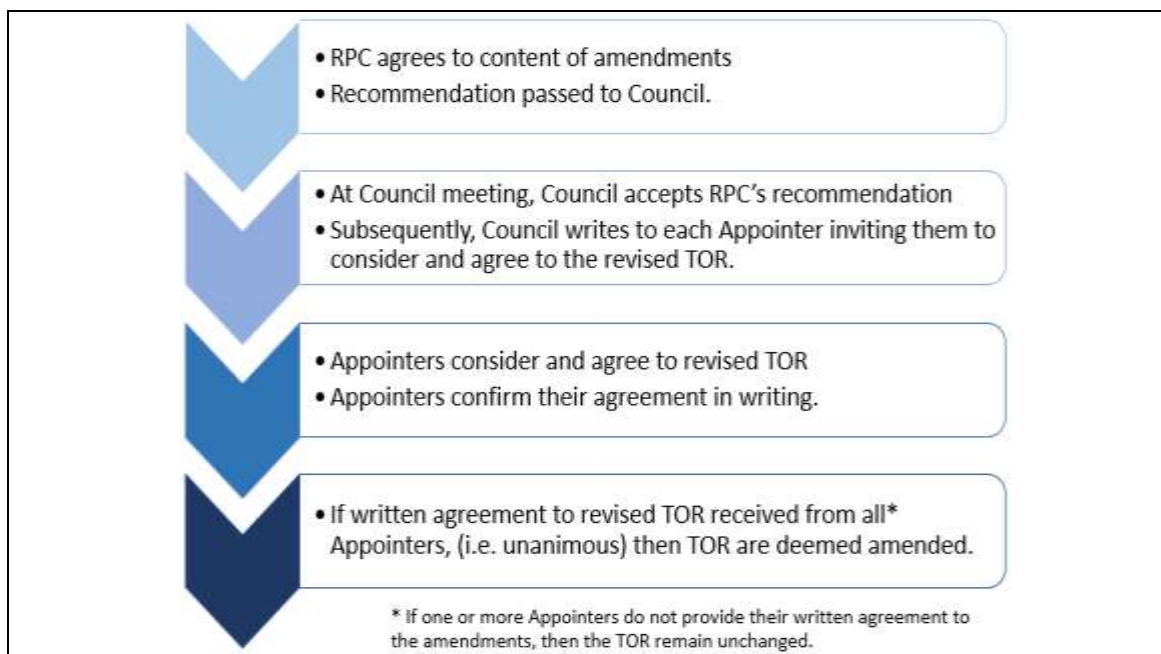 • RPC agrees to content of amendments
• Recommendation passed to Council.
• At Council meeting, Council accepts RPC's recommendation
• Subsequently, Council writes to each Appointer inviting them to
consider and agree to the revised TOR.
• Appointers consider and agree to revised TOR
• Appointers confirm their agreement in writing.
• If written agreement to revised TOR received from all*
Appointers, (i.e. unanimous) then TOR are deemed amended.
* If one or more Appointers do not provide their written agreement to
the amendments, then the TOR remain unchanged.